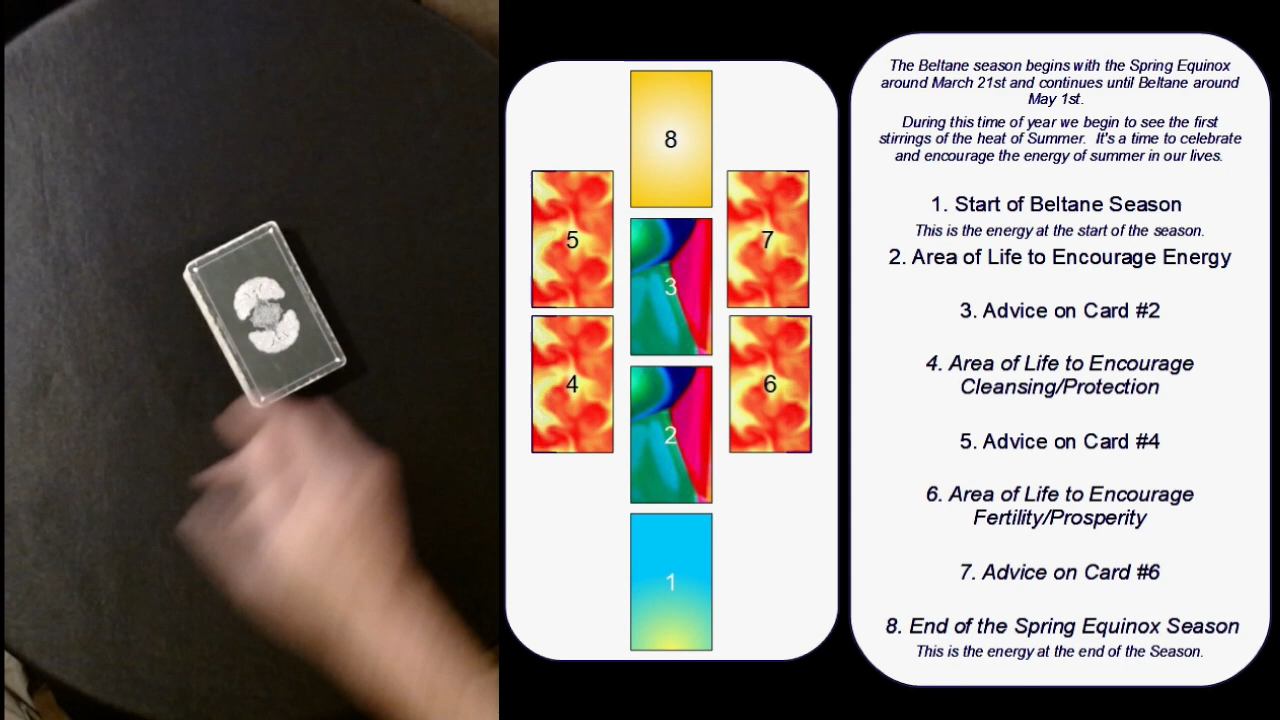 8
5
7
3
4
6
2
1
The Beltane season begins with the Spring Equinox
around March 21st and continues until Beltane around
May 1st.
During this time of year we begin to see the first
stirrings of the heat of Summer. It's a time to celebrate
and encourage the energy of summer in our lives.
1. Start of Beltane Season
This is the energy at the start of the season.
2. Area of Life to Encourage Energy
3. Advice on Card #2
4. Area of Life to Encourage
Cleansing/Protection
5. Advice on Card #4
6. Area of Life to Encourage
Fertility/Prosperity
7. Advice on Card #6
8. End of the Spring Equinox Season
This is the energy at the end of the Season.